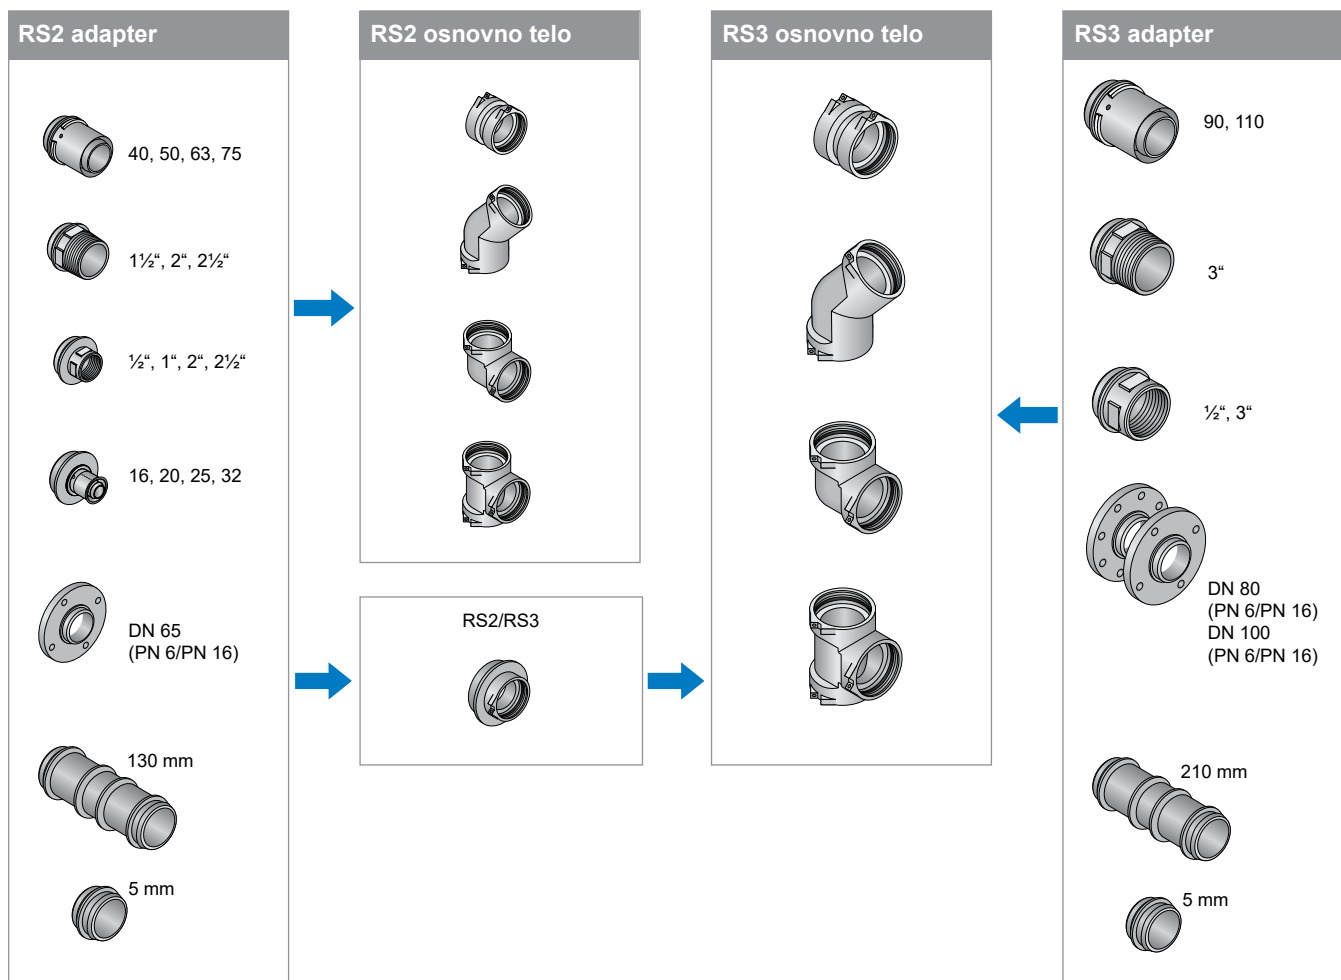 RS2 adapter
40, 50, 63, 75
1½“, 2“, 2½“
½“, 1“, 2“, 2½“
16, 20, 25, 32
DN 65
(PN 6/PN 16)
130 mm
5 mm
RS2 osnovno telo
RS2/RS3
RS3 osnovno telo
RS3 adapter
90, 110
3“
½“, 3“
DN 80
(PN 6/PN 16)
DN 100
(PN 6/PN 16)
210 mm
5 mm